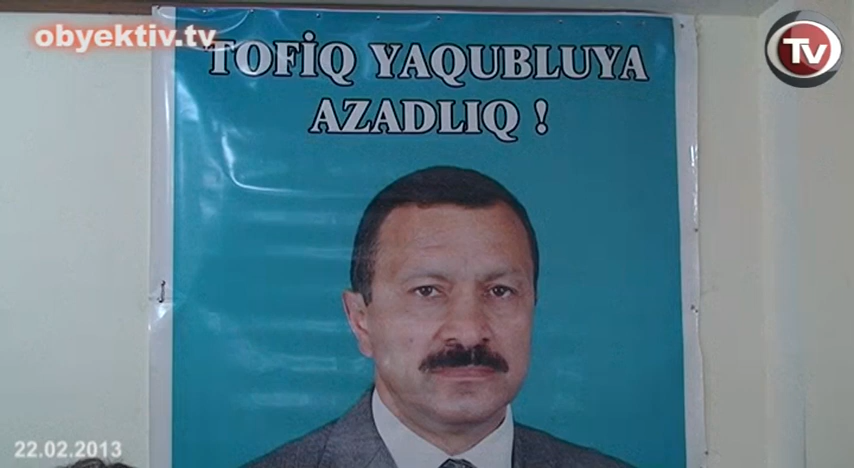 obyektiv.tv
TV
TOFİQ YAQUBLUYA
AZADLIQ !
22.02.2013